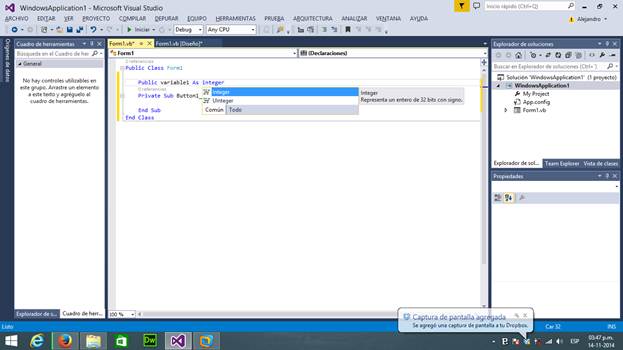 WindowsApplication1 - Microsoft Visual Studio
Inicio rápido (Ctrl+Q)
ARCHIVO EDITAR VER PROYECTO COMPILAR DEPURAR EQUIPO HERRAMIENTAS PRUEBA ARQUITECTURA ANALIZAR VENTANA AYUDA
Alejandro
Debug Any CPU
Orígenes de datos
Cuadro de herramientas
Buscar en el Cuadro de herramientas
General
No hay controles utilizables en
este grupo. Arrastre un elemento a
este texto y agréguelo al
cuadro de herramientas.
Explorador de s... Cuadro de herr...
Form1.vb* Form1.vb [Diseño]*
Form1 (Declaraciones)
0 referencias
Public Class Form1
Public variable1 As Integer
0 referencias
Private Sub Button1_
End Sub
End Class
Integer
UInteger
Común Todo
Integer
Representa un entero de 32 bits con signo.
100 %
Explorador de soluciones
Buscar en Explorador de soluciones
Solución 'WindowsApplication1' (1 proyecto)
WindowsApplication1
My Project
App.config
Form1.vb
Explorador de sol... Team Explorer Vista de clases
Propiedades
Captura de pantalla agregada
Se agregó una captura de pantalla a tu Dropbox.
Listo
Car 32
INS
Dw
ESP
03:47 p.m.
14-11-2014